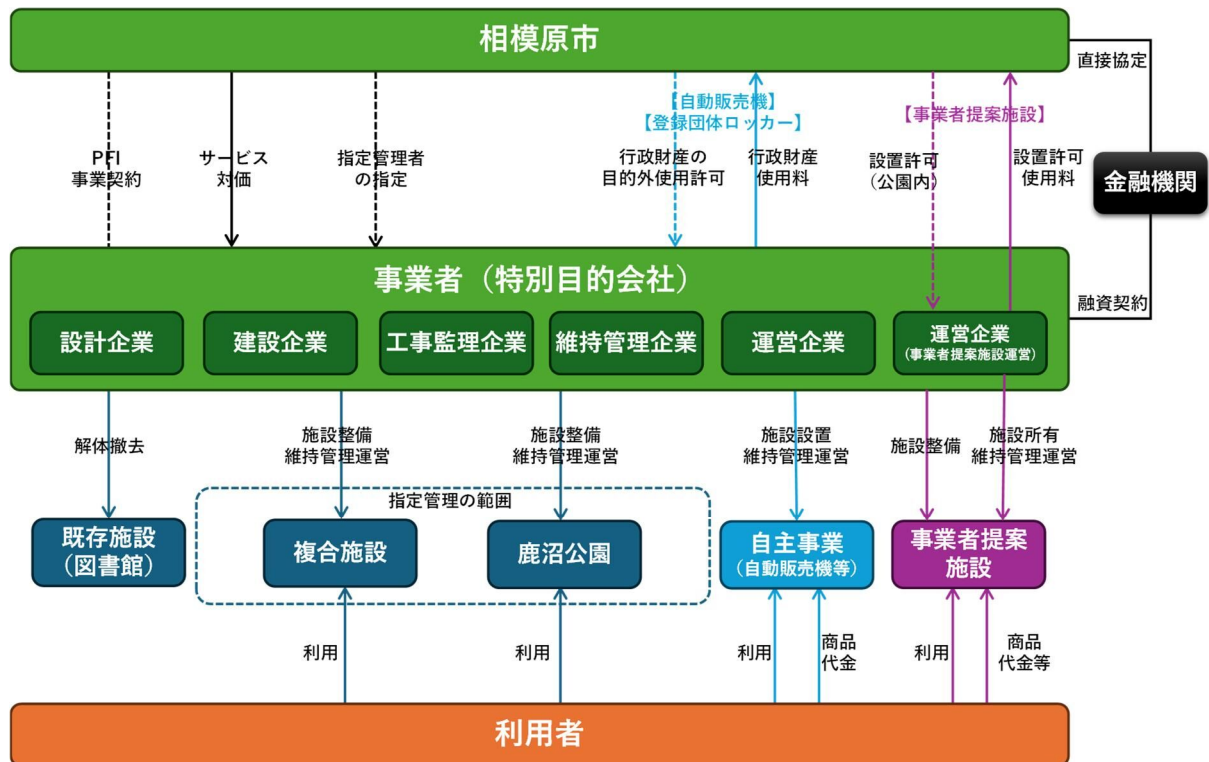 相模原市
直接協定
【自動販売機】
【登録団体ロッカー】
【事業者提案施設】
PFI
事業契約
サービス
対価
指定管理者
の指定
行政財産の
目的外使用許可
行政財産
使用料
設置許可
（公園内）
設置許可
使用料
金融機関
事業者（特別目的会社）
融資契約
設計企業
建設企業
工事監理企業
維持管理企業
運営企業
運営企業
（事業者提案施設運営）
解体撤去
施設整備
維持管理運営
施設整備
維持管理運営
施設設置
維持管理運営
施設整備
施設所有
維持管理運営
指定管理の範囲
既存施設
（図書館）
複合施設
鹿沼公園
自主事業
（自動販売機等）
事業者提案
施設
利用
利用
利用
商品
代金
利用
商品
代金等
利用者